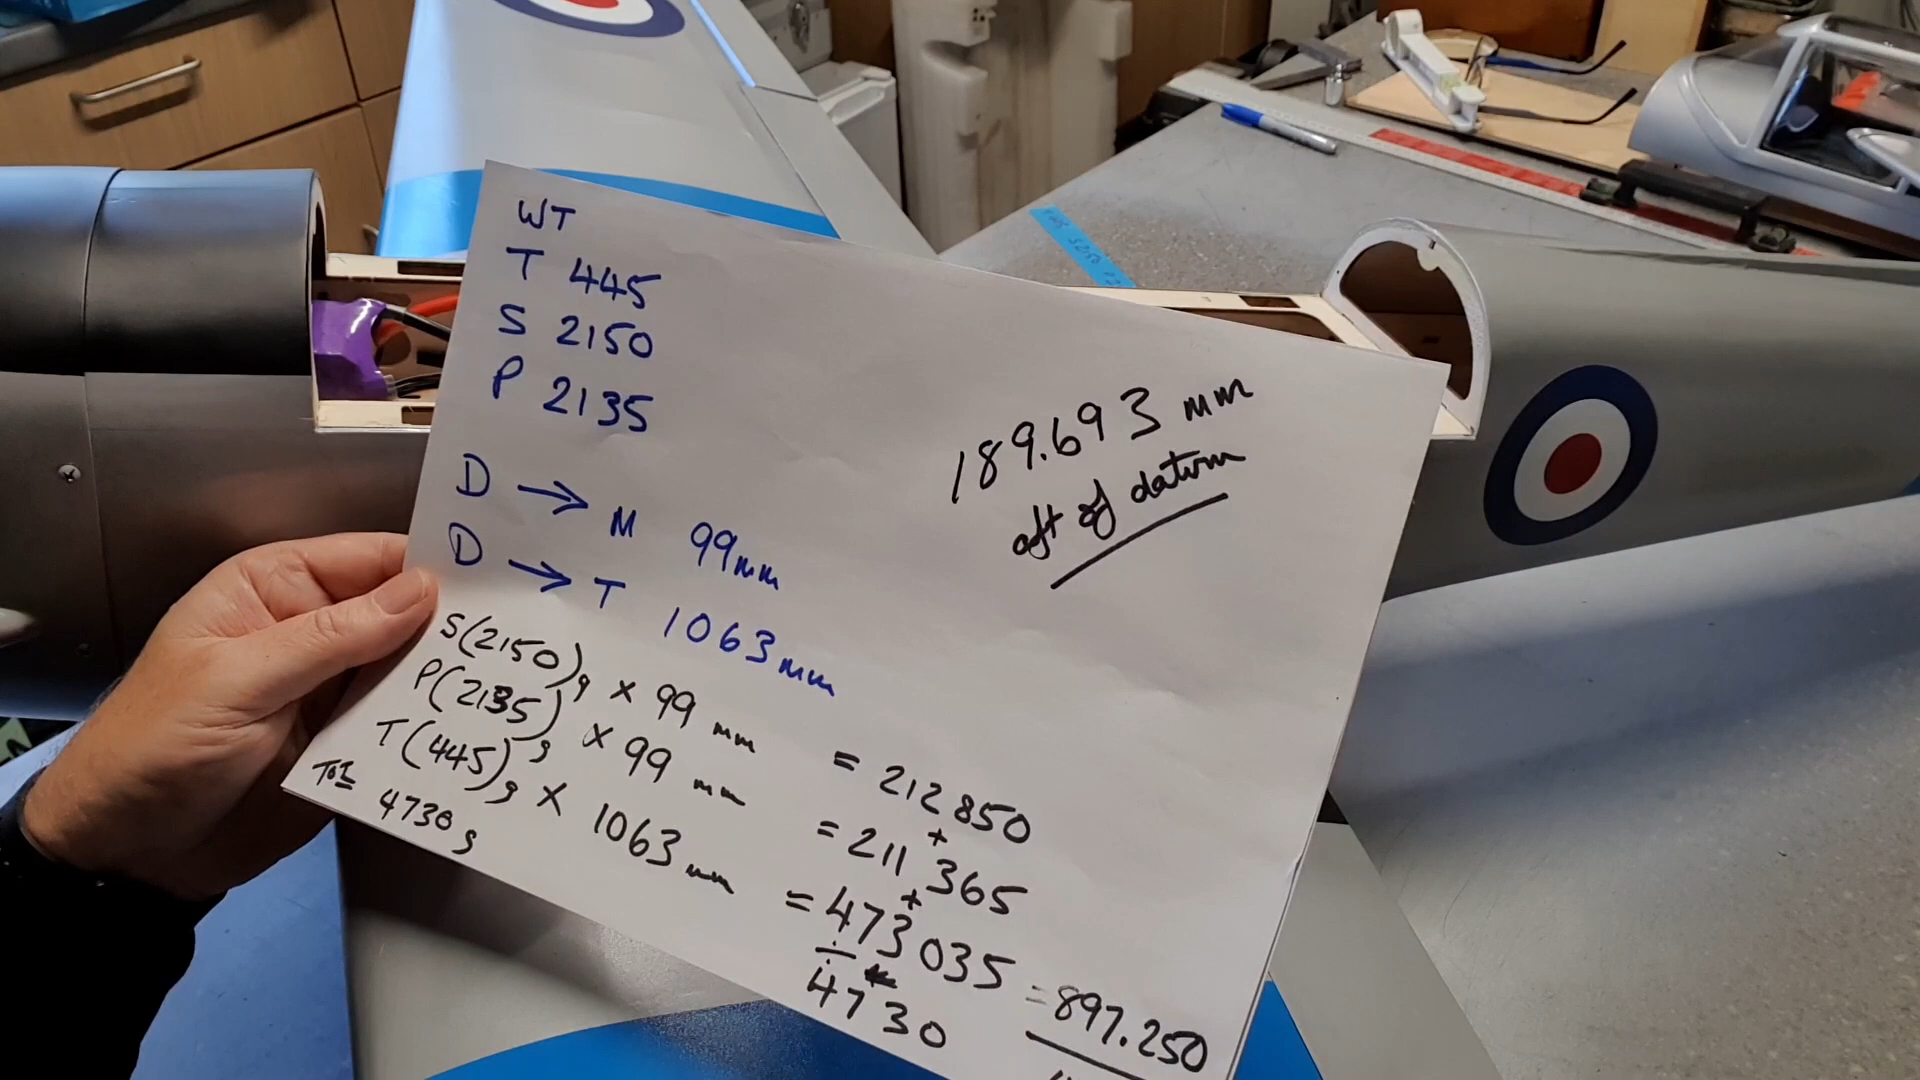 WT
T 445
S 2150
P 2135
D → M 99mm
D → T 1063mm
S(2150)g × 99 mm = 212850
+
P(2135)g × 99 mm = 211365
+
T(445)g × 1063mm = 473035 = 897.250
TOT 4730g
÷ 4730
189.693 mm
aft of datum